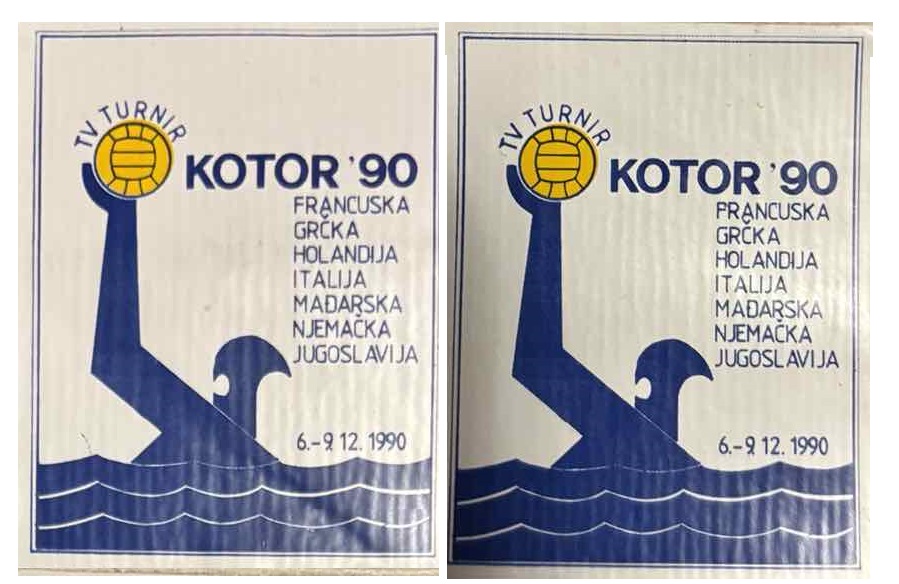 TV TURNIR
KOTOR '90
FRANCUSKA
GRČKA
HOLANDIJA
ITALIJA
MAĐARSKA
NJEMAČKA
JUGOSLAVIJA
6.-9. 12. 1990
TV TURNIR
KOTOR '90
FRANCUSKA
GRČKA
HOLANDIJA
ITALIJA
MAĐARSKA
NJEMAČKA
JUGOSLAVIJA
6.-9. 12. 1990